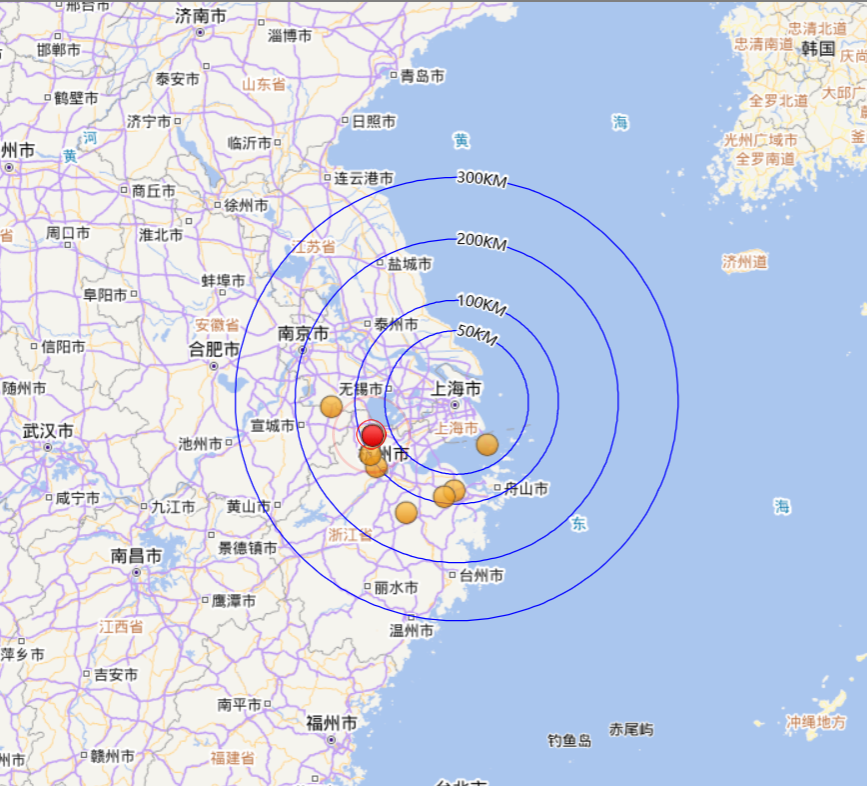 邢台市
济南市
淄博市
忠清北道
忠清南道
韩国
邯郸市
泰安市
山东省
青岛市
鹤壁市
全罗北道
济宁市
日照市
海
河
黄
州市
临沂市
黄
光州广域市
全罗南道
商丘市
连云港市
300KM
徐州市
省
周口市
淮北市
江苏省
200KM
盐城市
济州道
蚌埠市
阜阳市
100KM
安徽省
南京市
泰州市
50KM
信阳市
合肥市
随州市
无锡市
上海市
宣城市
上海市
武汉市
池州市
州市
咸宁市
九江市
黄山市
舟山市
海
东
浙江省
景德镇市
南昌市
台州市
丽水市
鹰潭市
江西省
温州市
萍乡市
吉安市
南平市
福州市
冲绳地方
赤尾屿
钓鱼岛
州市
赣州市
福建省
台北市